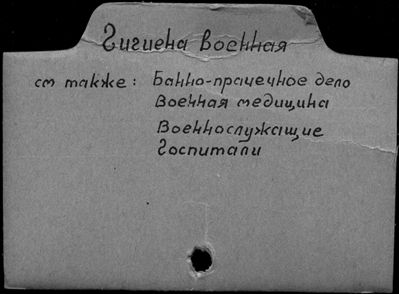 Гигиена военная
см также: Банно-прачечное дело
Военная медицина
Военнослужащие
Госпитали